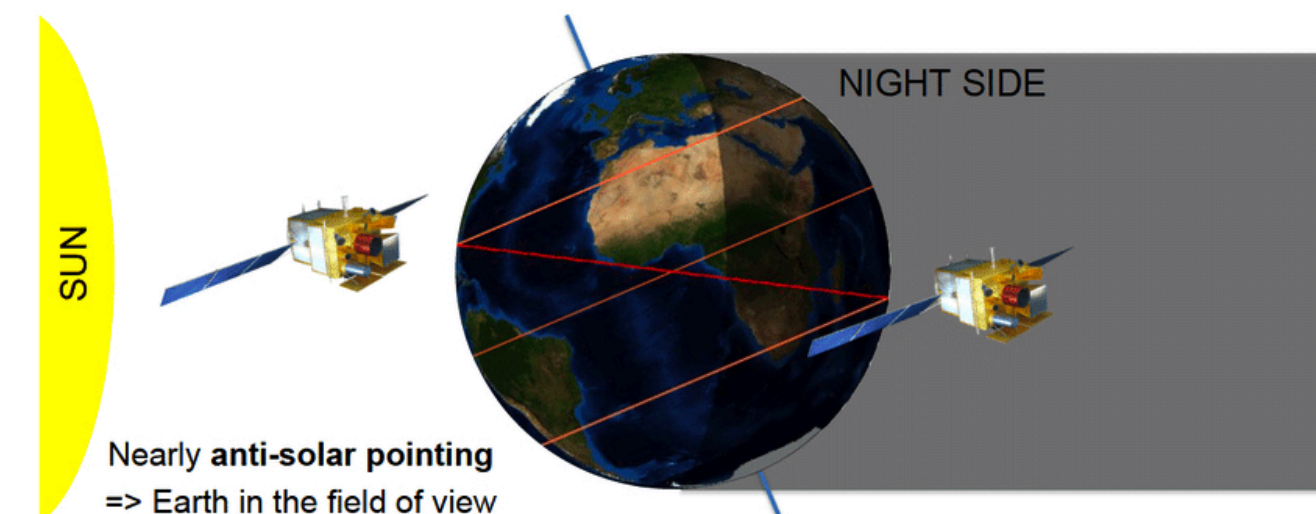 NIGHT SIDE
SUN
Nearly anti-solar pointing
=> Earth in the field of view